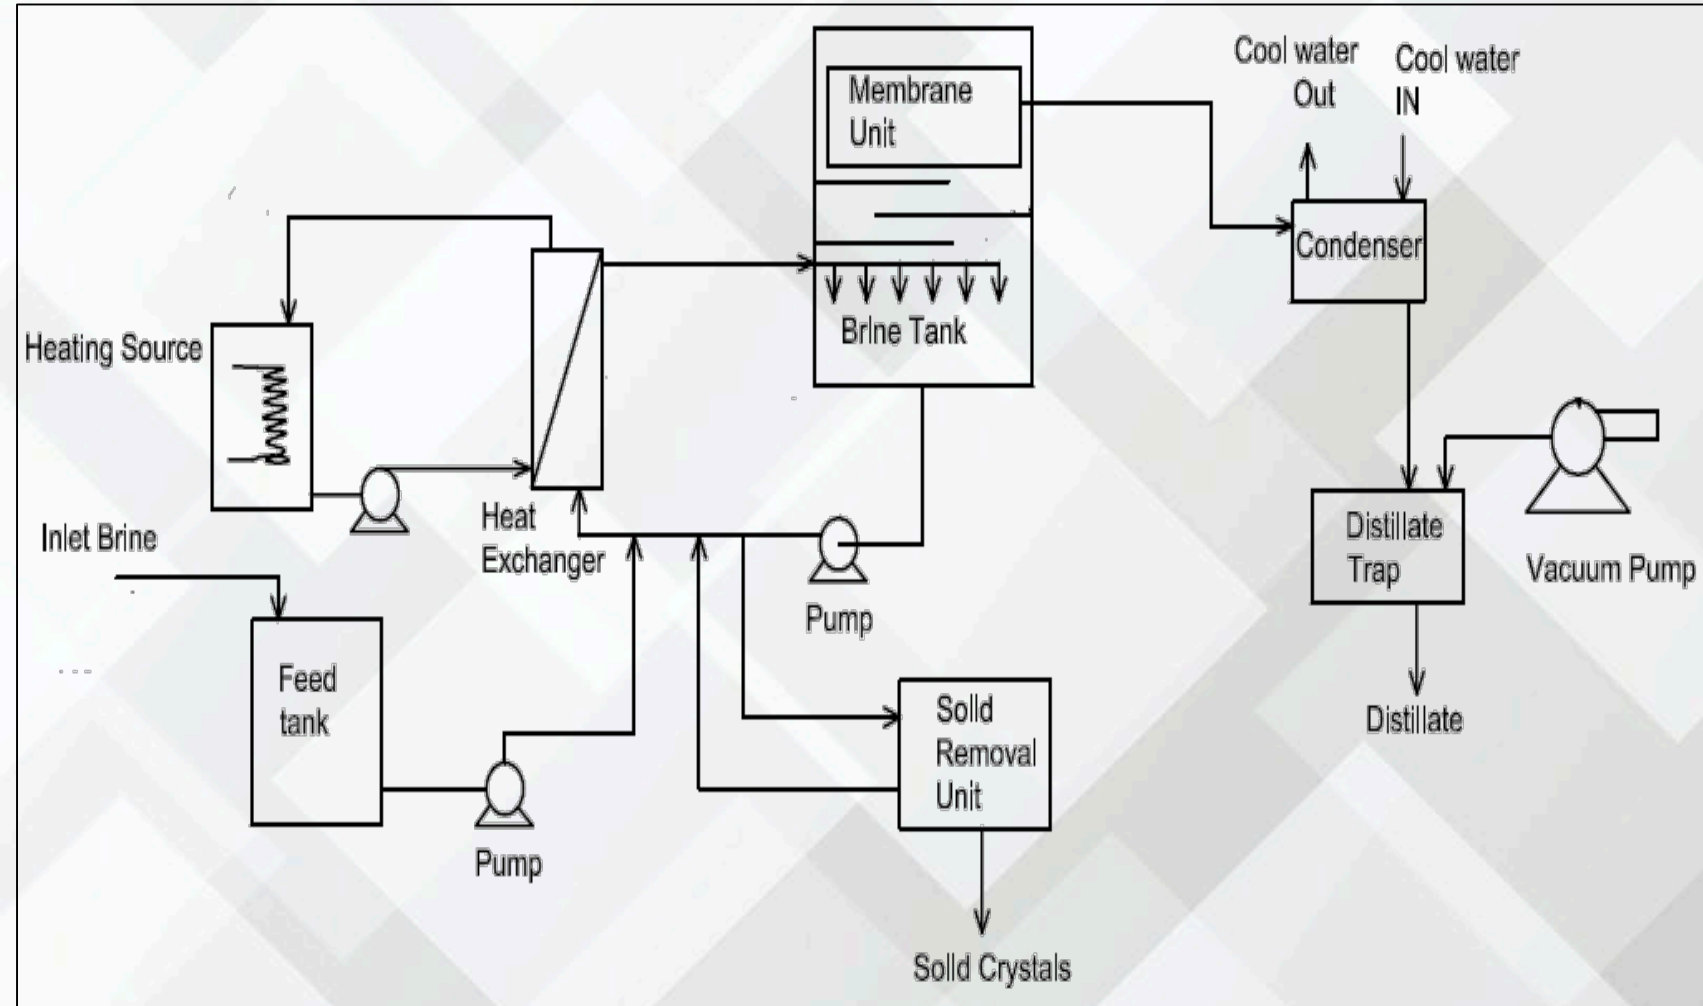 Membrane
Unit
Cool water
Out
Cool water
IN
Condenser
Brine Tank
Heating Source
Heat
Exchanger
Inlet Brine
Pump
Distillate
Trap
Vacuum Pump
Feed
tank
Solid
Removal
Unit
Distillate
Pump
Solid Crystals